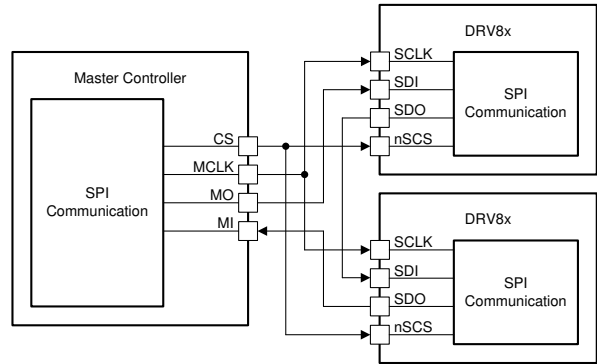 Master Controller
SPI
Communication
CS
MCLK
MO
MI
DRV8x
SCLK
SDI
SDO
nSCS
SPI
Communication
DRV8x
SCLK
SDI
SDO
nSCS
SPI
Communication